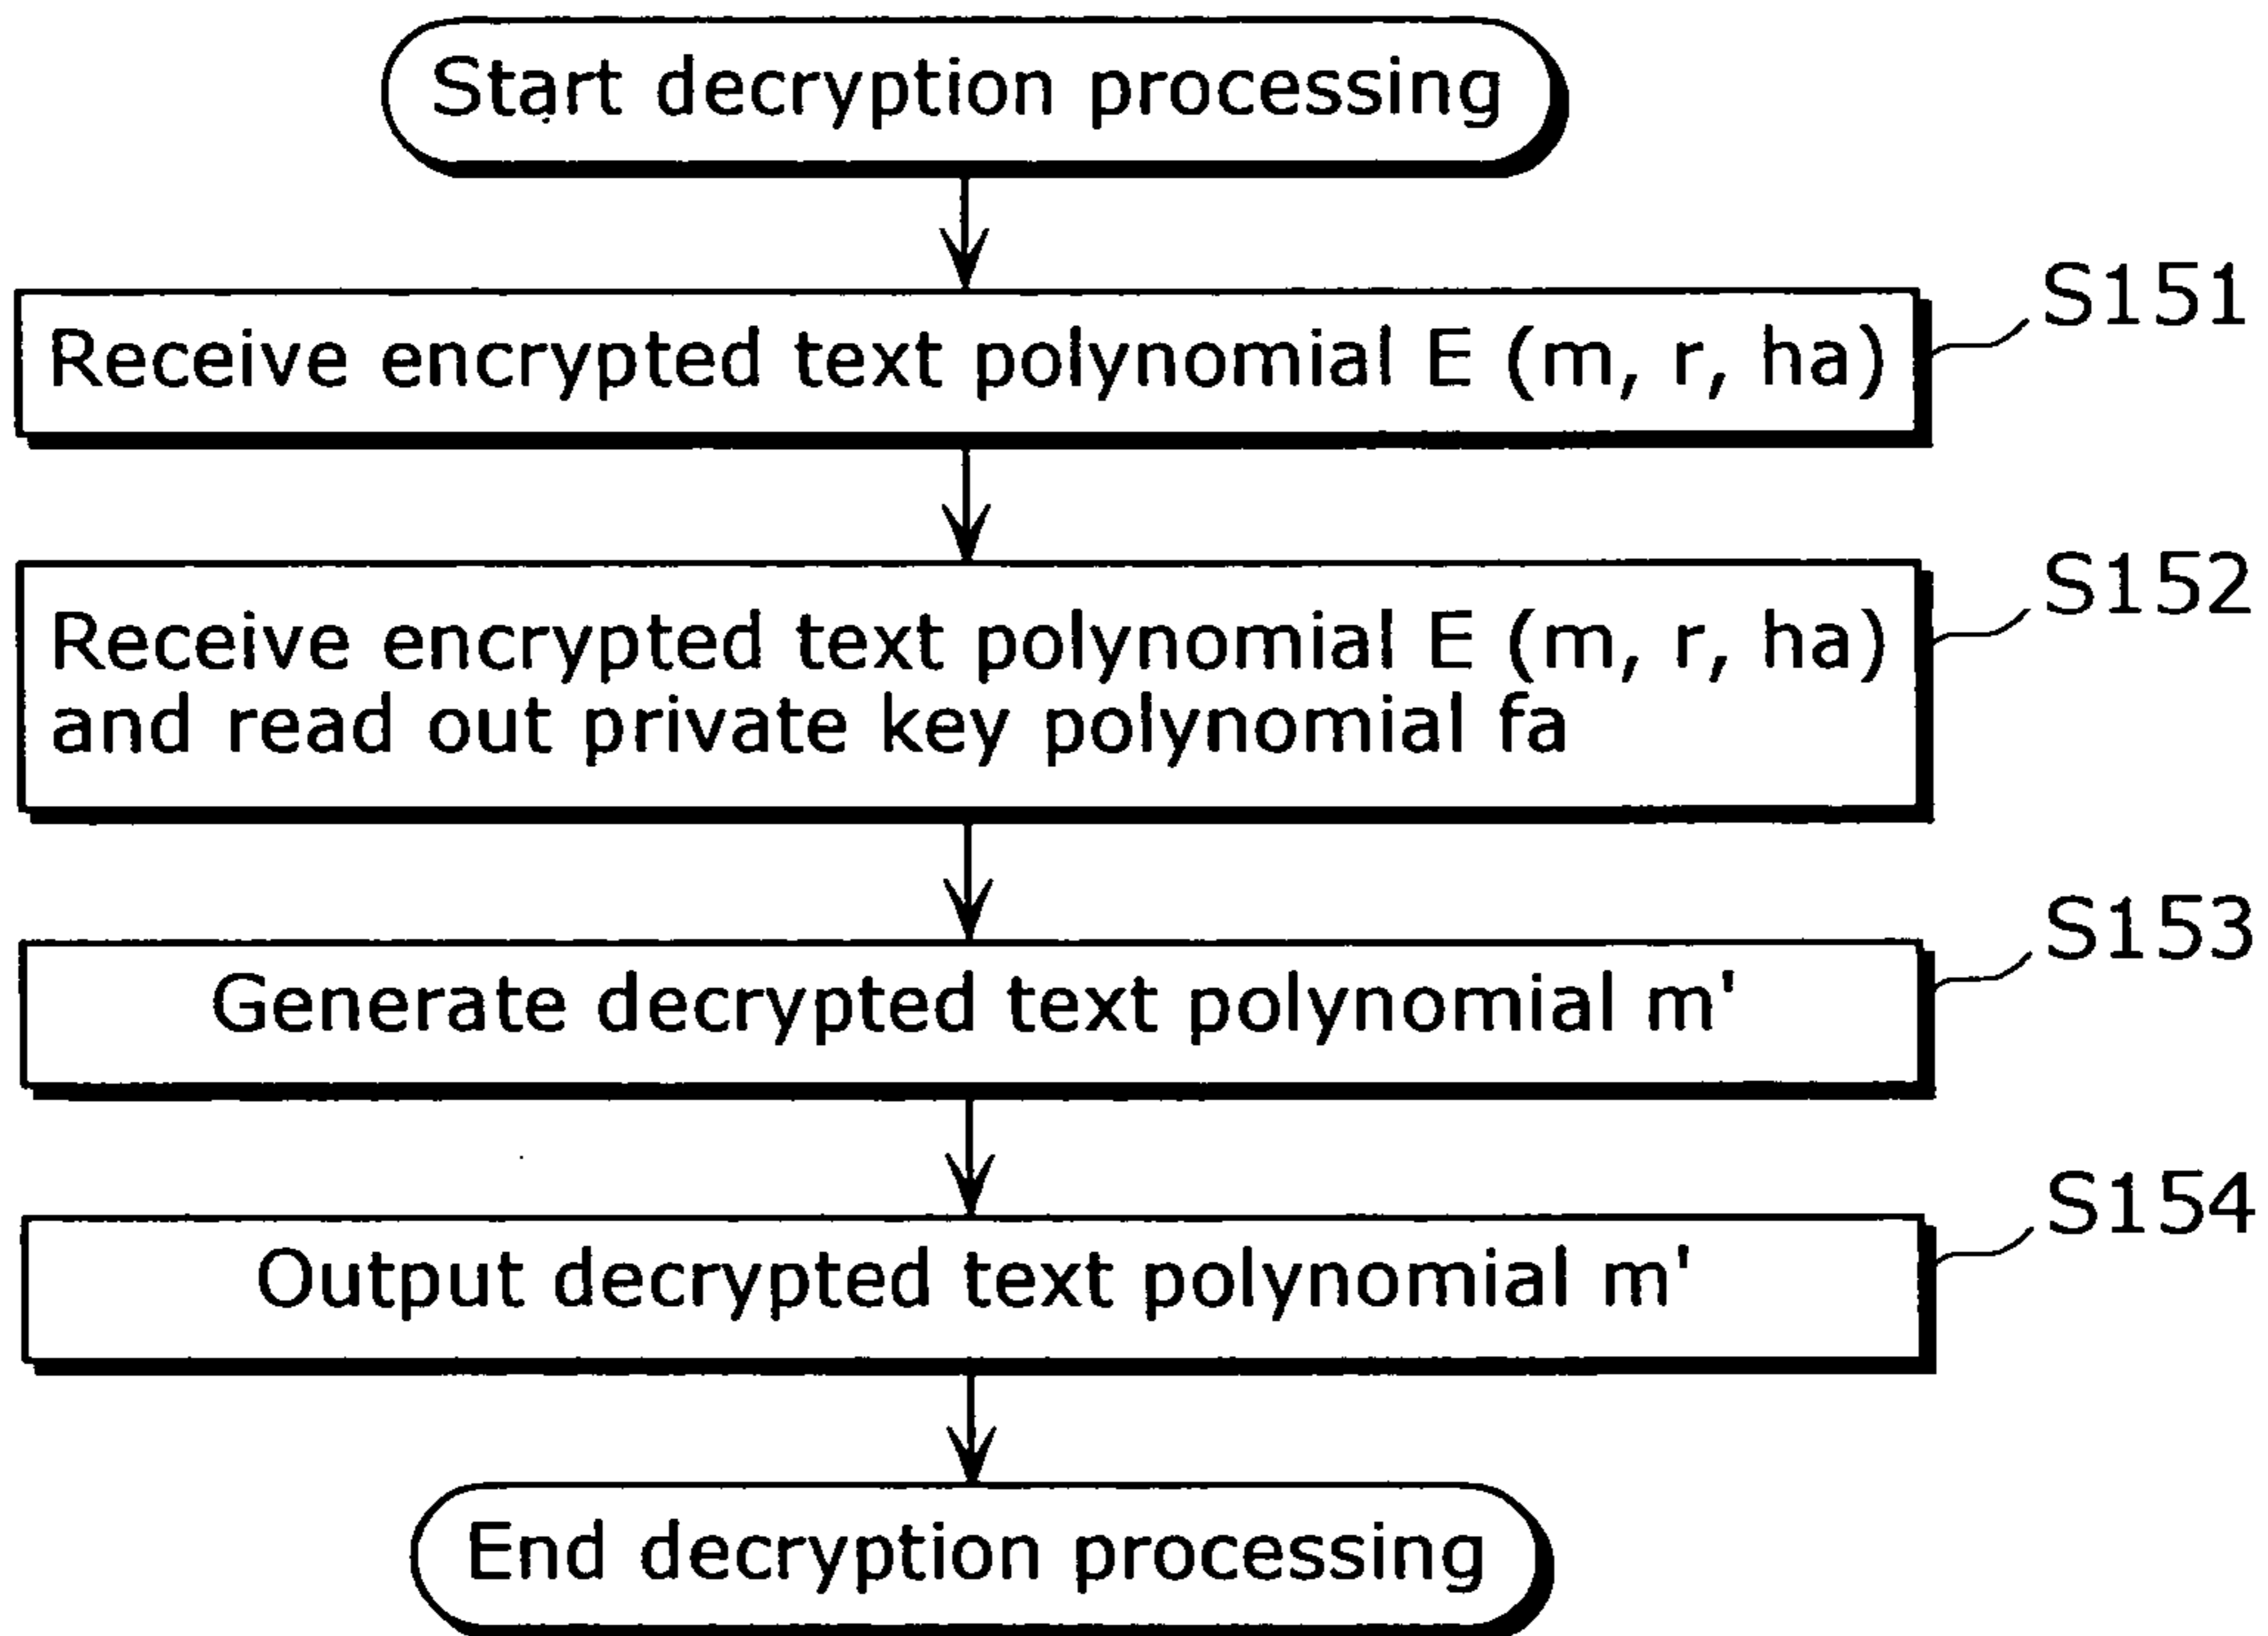 Start decryption processing
S151
Receive encrypted text polynomial E (m, r, ha)
S152
Receive encrypted text polynomial E (m, r, ha)
and read out private key polynomial fa
S153
Generate decrypted text polynomial m'
S154
Output decrypted text polynomial m'
End decryption processing